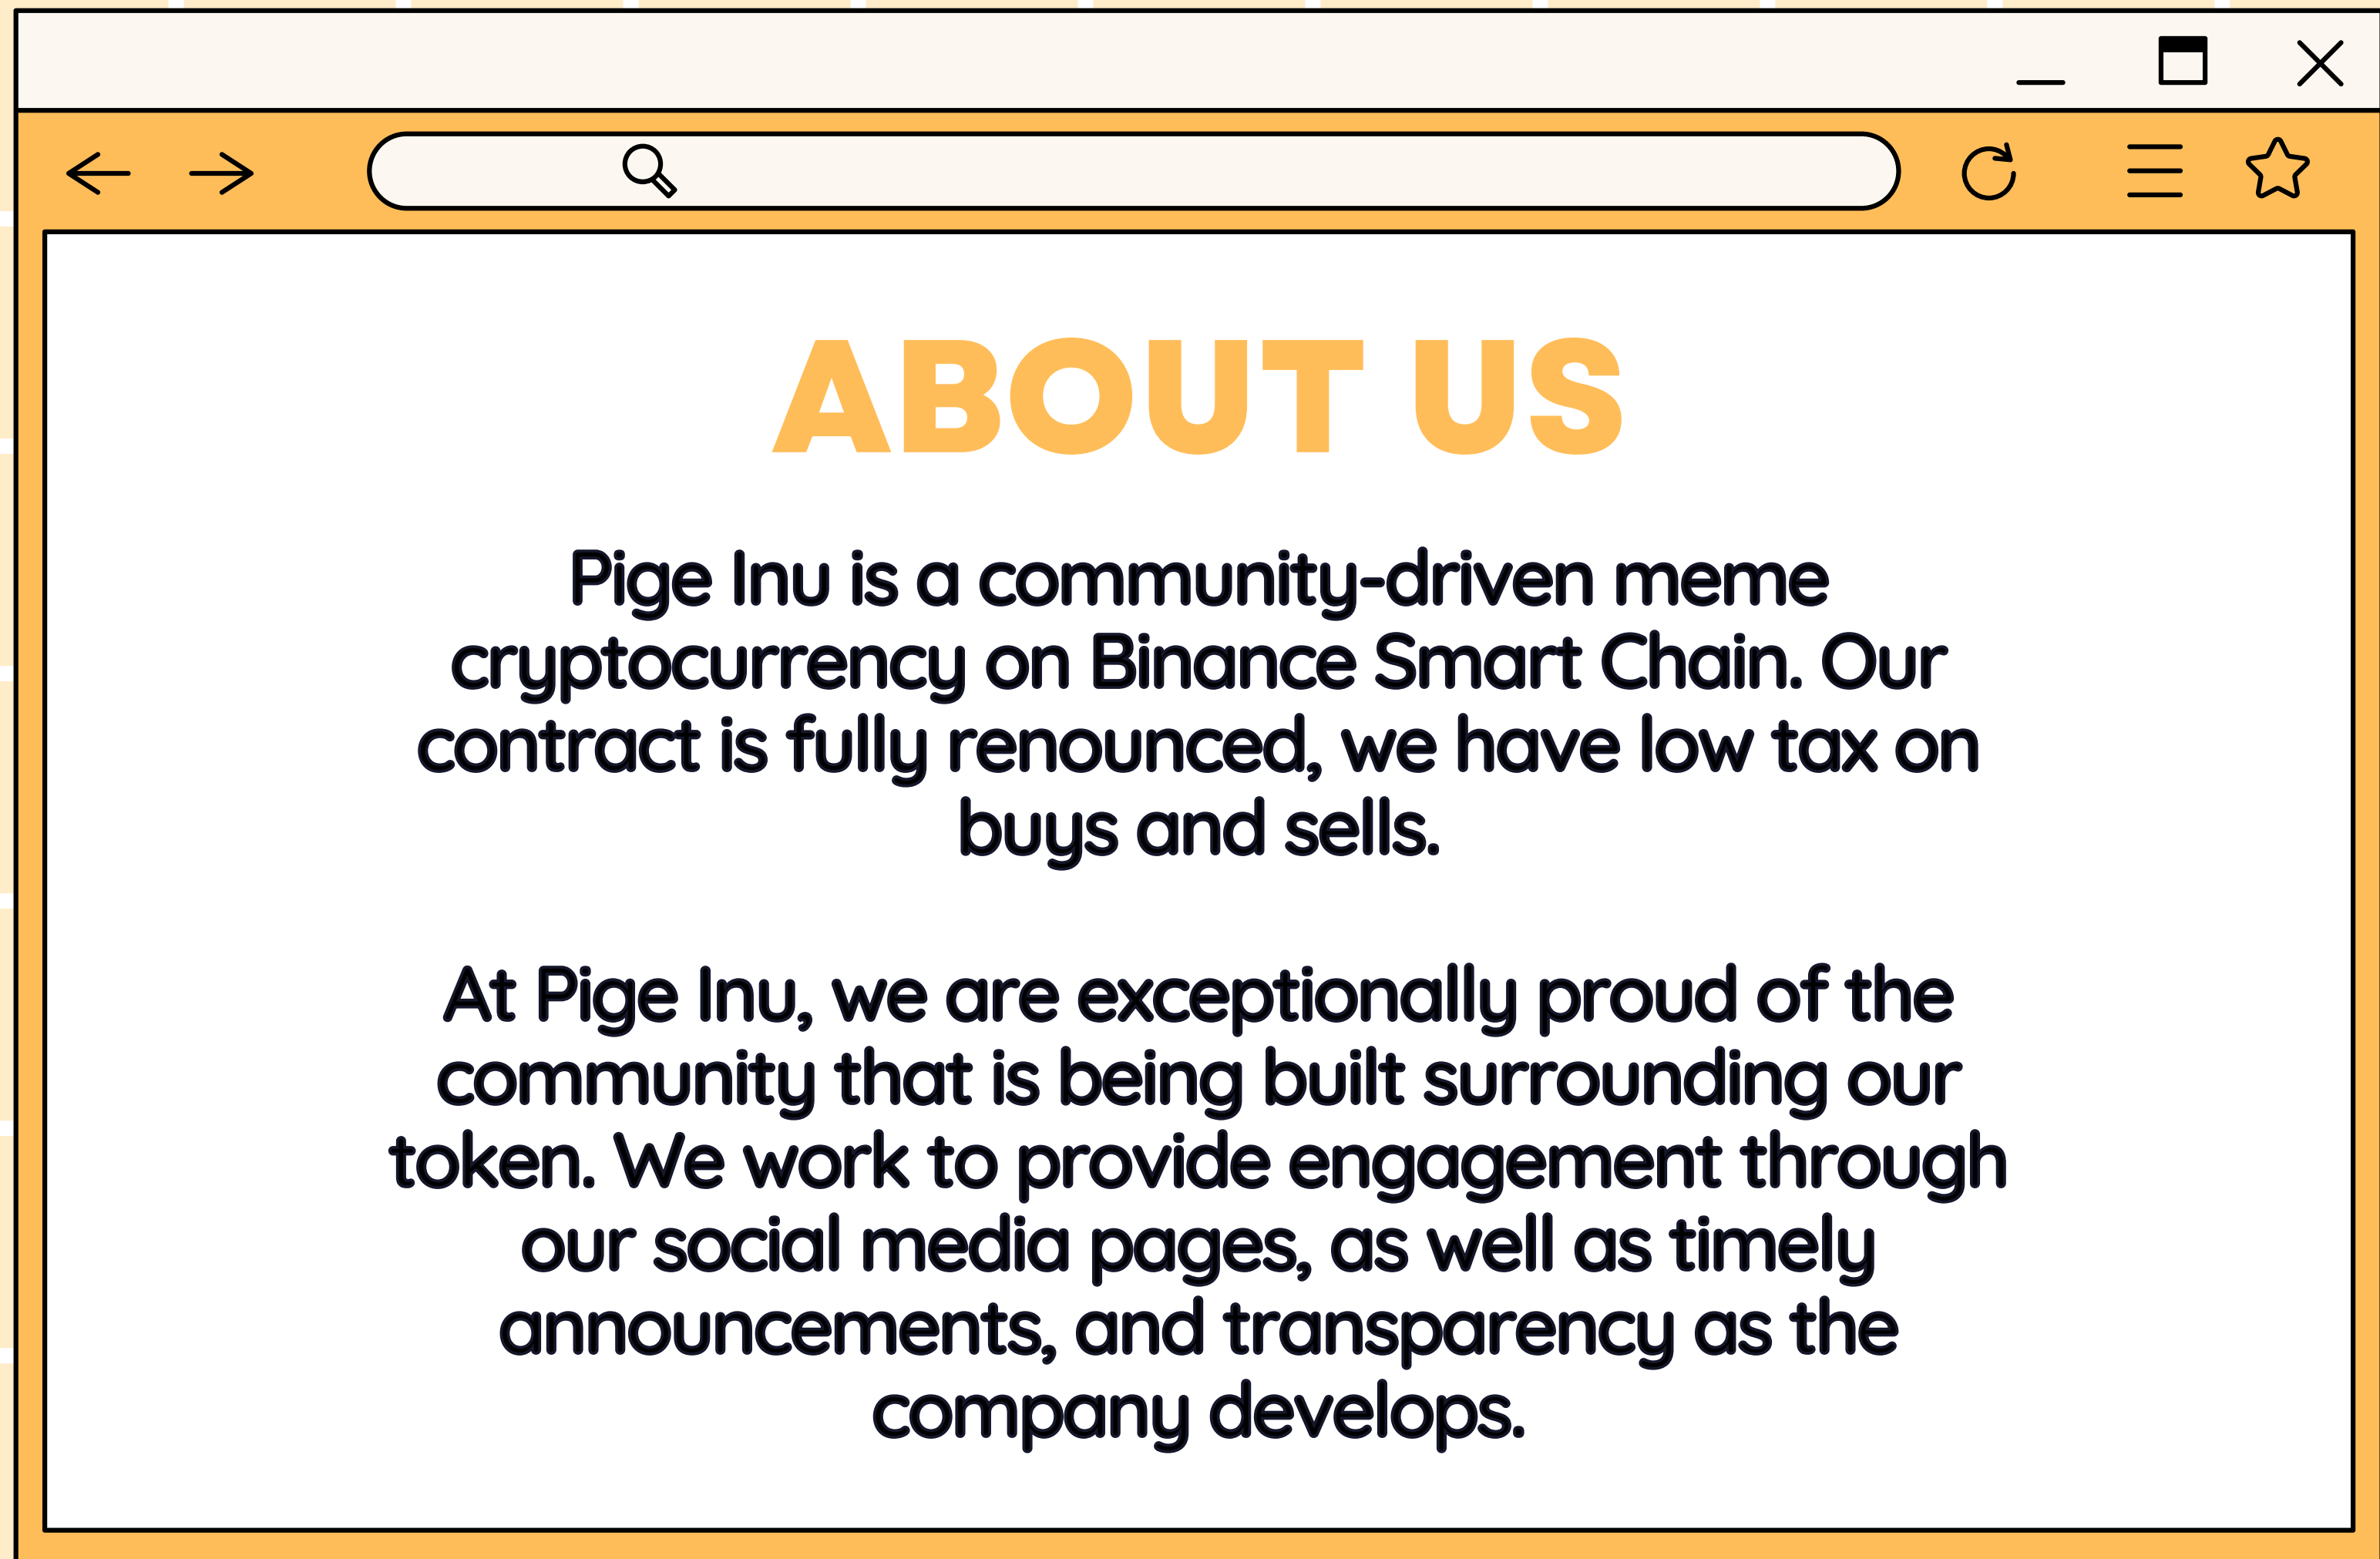 ABOUT US
Pige Inu is a community-driven meme
cryptocurrency on Binance Smart Chain. Our
contract is fully renounced, we have low tax on
buys and sells.
At Pige Inu, we are exceptionally proud of the
community that is being built surrounding our
token. We work to provide engagement through
our social media pages, as well as timely
announcements, and transparency as the
company develops.